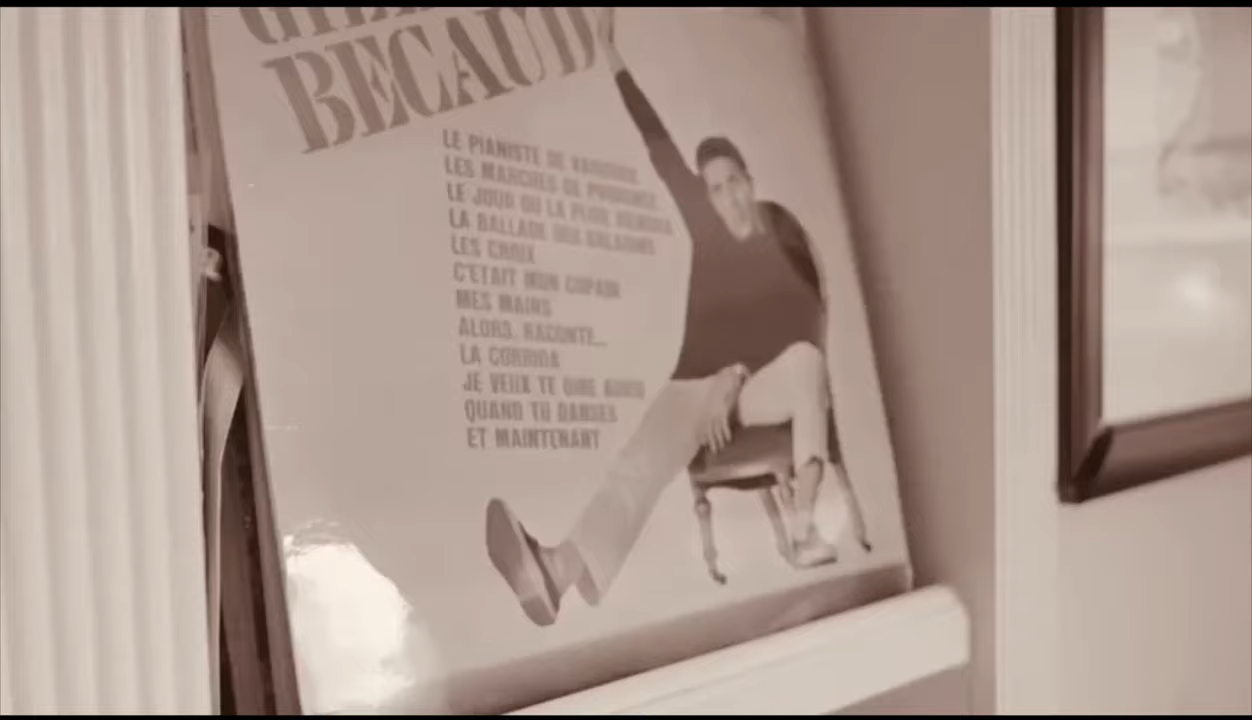 BECAUD
LE PIANISTE DE VARSOVIE
LES MARCHES DE PROVENCE
LE JOUR OU LA PLUIE VIENDRA
LA BALLADE DES BALADINS
LES CROIX
C'ETAIT MON COPAIN
MES MAINS
ALORS, RACONTE...
LA CORRIDA
JE VEUX TE DIRE ADIEU
QUAND TU DANSES
ET MAINTENANT